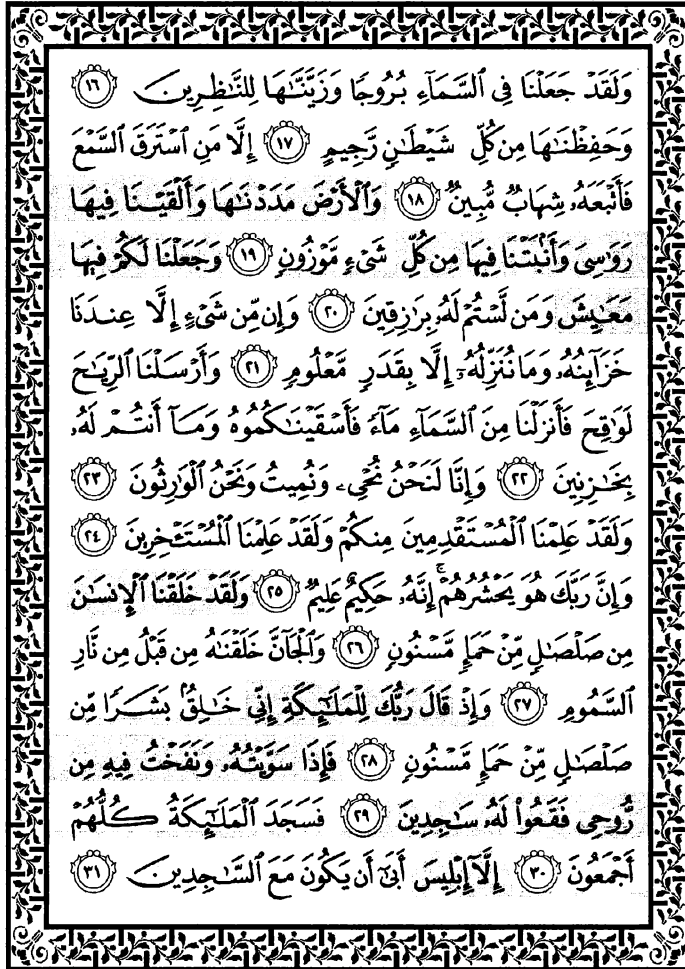 وَلَقَدْ جَعَلْنَا فِى ٱلسَّمَآءِ بُرُوجًا وَزَيَّنَّـٰهَا لِلنَّـٰظِرِينَ ١٦
وَحَفِظْنَـٰهَا مِن كُلِّ شَيْطَـٰنٍ رَّجِيمٍ ١٧ إِلَّا مَنِ ٱسْتَرَقَ ٱلسَّمْعَ
فَأَتْبَعَهُۥ شِهَابٌ مُّبِينٌ ١٨ وَٱلْأَرْضَ مَدَدْنَـٰهَا وَأَلْقَيْنَا فِيهَا
رَوَٰسِىَ وَأَنۢبَتْنَا فِيهَا مِن كُلِّ شَىْءٍ مَّوْزُونٍ ١٩ وَجَعَلْنَا لَكُمْ فِيهَا
مَعَـٰيِشَ وَمَن لَّسْتُمْ لَهُۥ بِرَٰزِقِينَ ٢٠ وَإِن مِّن شَىْءٍ إِلَّا عِندَنَا
خَزَآئِنُهُۥ وَمَا نُنَزِّلُهُۥٓ إِلَّا بِقَدَرٍ مَّعْلُومٍ ٢١ وَأَرْسَلْنَا ٱلرِّيَـٰحَ
لَوَٰقِحَ فَأَنزَلْنَا مِنَ ٱلسَّمَآءِ مَآءً فَأَسْقَيْنَـٰكُمُوهُ وَمَآ أَنتُمْ لَهُۥ
بِخَـٰزِنِينَ ٢٢ وَإِنَّا لَنَحْنُ نُحْىِۦ وَنُمِيتُ وَنَحْنُ ٱلْوَٰرِثُونَ ٢٣
وَلَقَدْ عَلِمْنَا ٱلْمُسْتَقْدِمِينَ مِنكُمْ وَلَقَدْ عَلِمْنَا ٱلْمُسْتَـْٔخِرِينَ ٢٤
وَإِنَّ رَبَّكَ هُوَ يَحْشُرُهُمْ ۚ إِنَّهُۥ حَكِيمٌ عَلِيمٌ ٢٥ وَلَقَدْ خَلَقْنَا ٱلْإِنسَـٰنَ
مِن صَلْصَـٰلٍ مِّنْ حَمَإٍ مَّسْنُونٍ ٢٦ وَٱلْجَآنَّ خَلَقْنَـٰهُ مِن قَبْلُ مِن نَّارِ
ٱلسَّمُومِ ٢٧ وَإِذْ قَالَ رَبُّكَ لِلْمَلَـٰٓئِكَةِ إِنِّى خَـٰلِقٌۢ بَشَرًا مِّن
صَلْصَـٰلٍ مِّنْ حَمَإٍ مَّسْنُونٍ ٢٨ فَإِذَا سَوَّيْتُهُۥ وَنَفَخْتُ فِيهِ مِن
رُّوحِى فَقَعُوا۟ لَهُۥ سَـٰجِدِينَ ٢٩ فَسَجَدَ ٱلْمَلَـٰٓئِكَةُ كُلُّهُمْ
أَجْمَعُونَ ٣٠ إِلَّآ إِبْلِيسَ أَبَىٰٓ أَن يَكُونَ مَعَ ٱلسَّـٰجِدِينَ ٣١